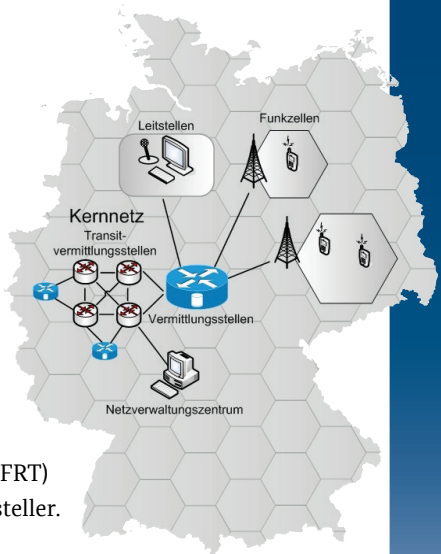 Leitstellen
Funkzellen
Kernnetz
Transit-
vermittlungsstellen
Vermittlungsstellen
Netzverwaltungszentrum
FRT)
steller.